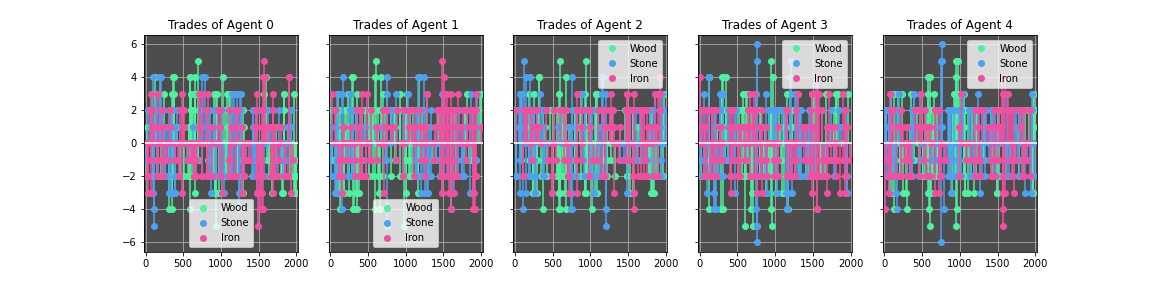 Trades of Agent 0
Trades of Agent 1
Trades of Agent 2
Trades of Agent 3
Trades of Agent 4
6
4
2
0
−2
−4
−6
Wood
Stone
Iron
Wood
Stone
Iron
Wood
Stone
Iron
Wood
Stone
Iron
Wood
Stone
Iron
0 500 1000 1500 2000
0 500 1000 1500 2000
0 500 1000 1500 2000
0 500 1000 1500 2000
0 500 1000 1500 2000